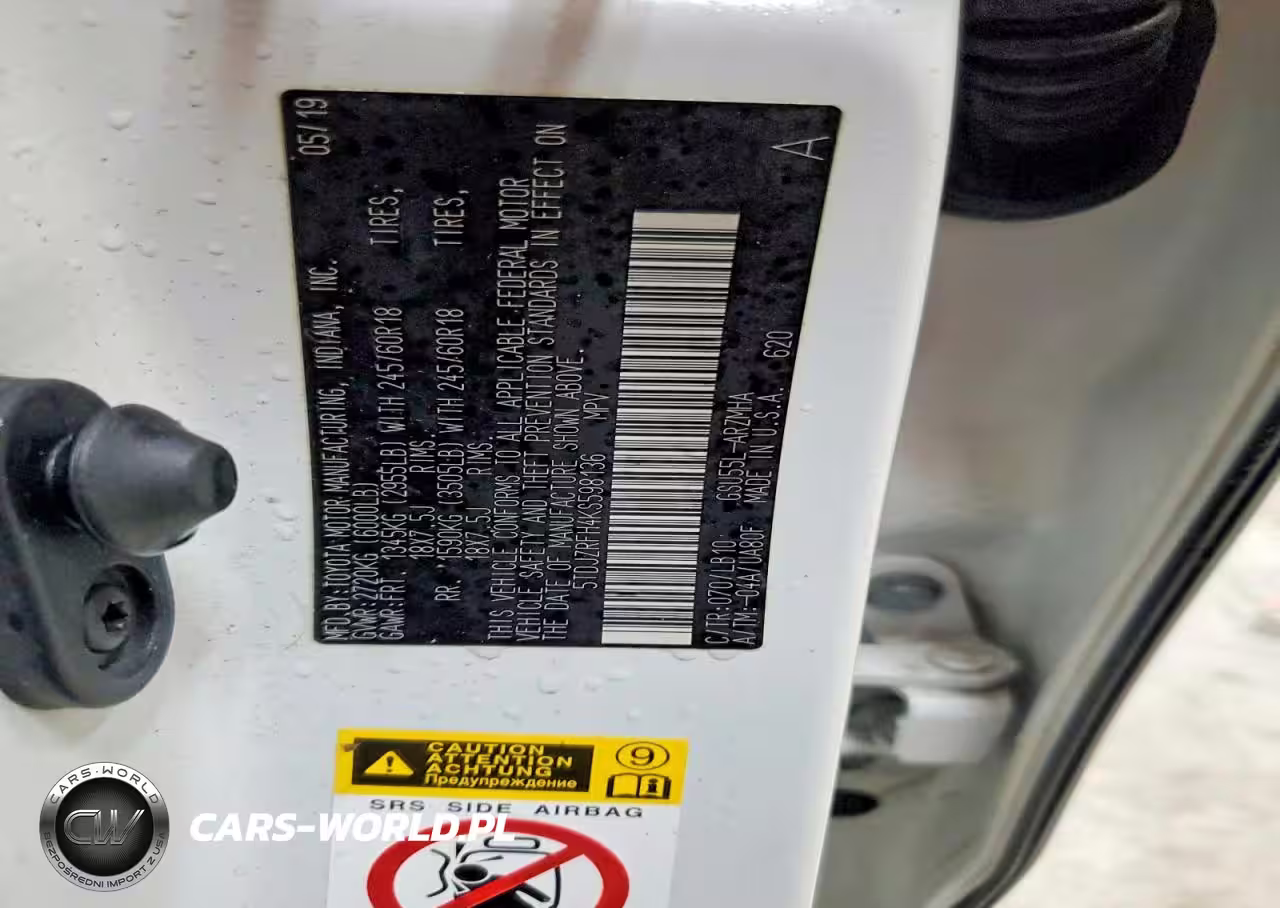 MFD.BY:TOYOTA MOTOR MANUFACTURING, INDIANA, INC. 05/19
GVWR:2720KG (6000LB)
GAWR:FRT. 1345KG (2955LB) WITH 245/60R18 TIRES,
18X7.5J RIMS.
RR. 1590KG (3505LB) WITH 245/60R18 TIRES,
18X7.5J RIMS.
THIS VEHICLE CONFORMS TO ALL APPLICABLE FEDERAL MOTOR
VEHICLE SAFETY AND THEFT PREVENTION STANDARDS IN EFFECT ON
THE DATE OF MANUFACTURE SHOWN ABOVE.
5TDJZRFH4KS598136 MPV
C/TR:070/LB10 GSU55L-ARZMHA
A/TM:-04A/UA80F MADE IN U.S.A. 620
A
CAUTION
ATTENTION
ACHTUNG
Предупреждение
9
SRS SIDE AIRBAG
CARS-WORLD
CW
BEZPOŚREDNI IMPORT Z USA
CARS-WORLD.PL